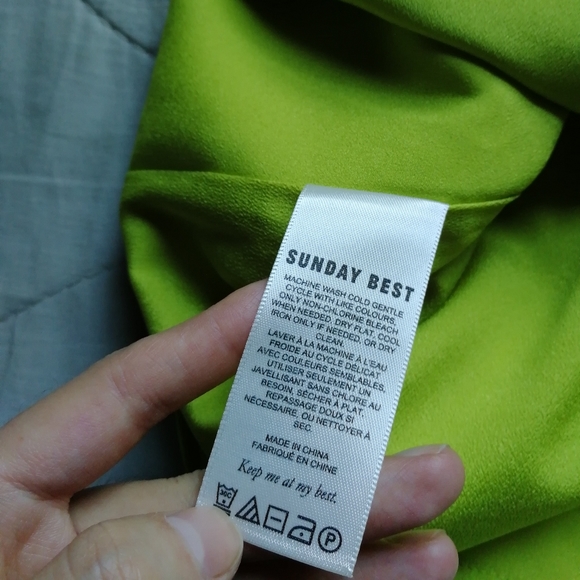 SUNDAY BEST
MACHINE WASH COLD GENTLE
CYCLE WITH LIKE COLOURS,
ONLY NON-CHLORINE BLEACH,
WHEN NEEDED, DRY FLAT, COOL
IRON ONLY IF NEEDED, OR DRY
CLEAN.
LAVER À LA MACHINE À L'EAU
FROIDE AU CYCLE DÉLICAT
AVEC COULEURS SEMBLABLES,
UTILISER SEULEMENT UN
JAVELLISANT SANS CHLORE AU
BESOIN, SÉCHER À PLAT,
REPASSAGE DOUX SI
NÉCESSAIRE, OU NETTOYER À
SEC
MADE IN CHINA
FABRIQUÉ EN CHINE
Keep me at my best.
30C P